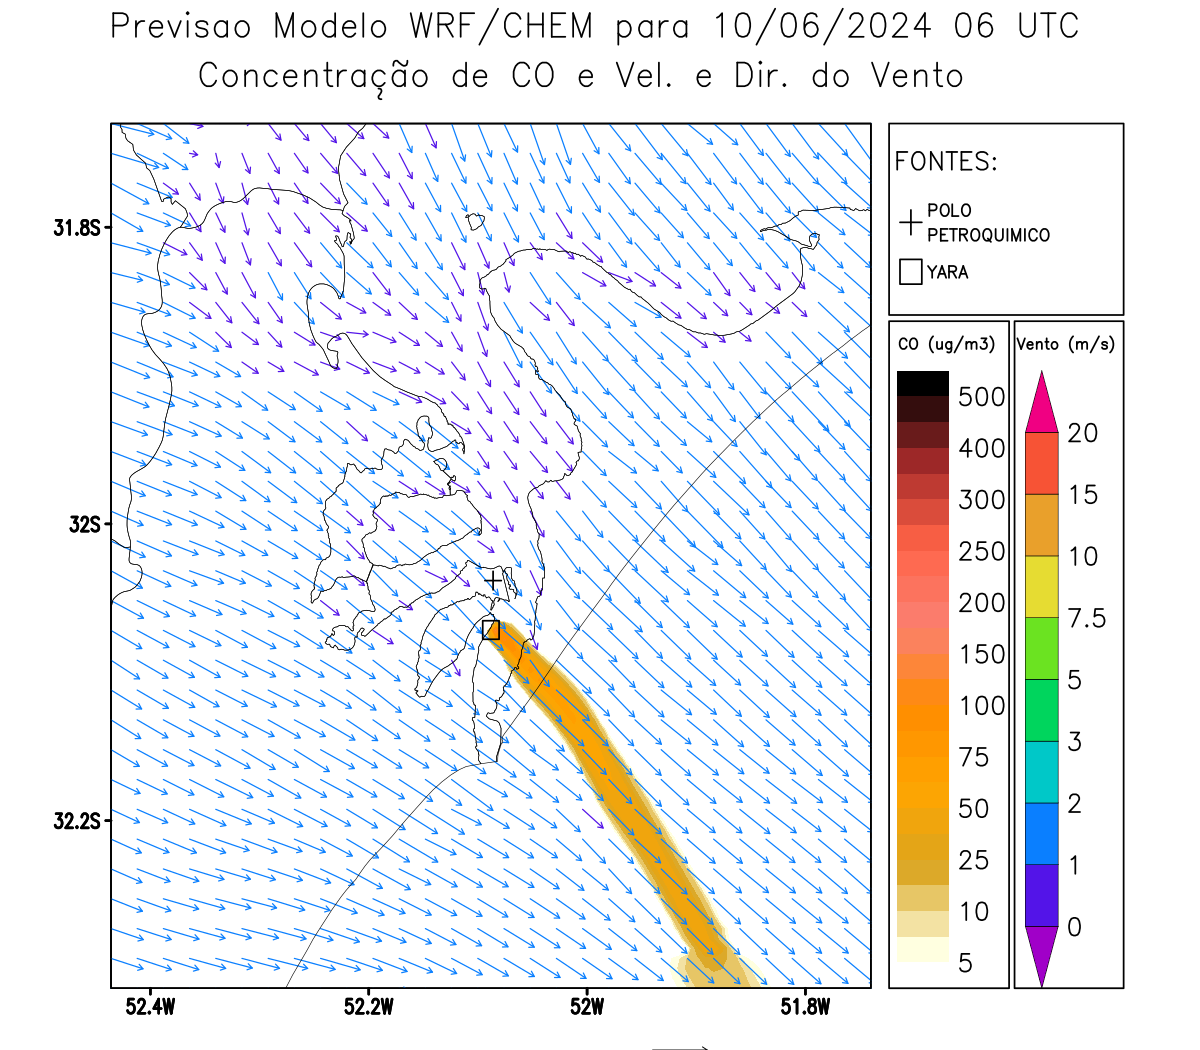 Previsao Modelo WRF/CHEM para 10/06/2024 06 UTC
Concentração de CO e Vel. e Dir. do Vento
FONTES:
POLO
PETROQUIMICO
YARA
CO (ug/m3)
500
400
300
250
200
150
100
75
50
25
10
5
Vento (m/s)
20
15
10
7.5
5
3
2
1
0
31.8S
32S
32.2S
52.4W
52.2W
52W
51.8W